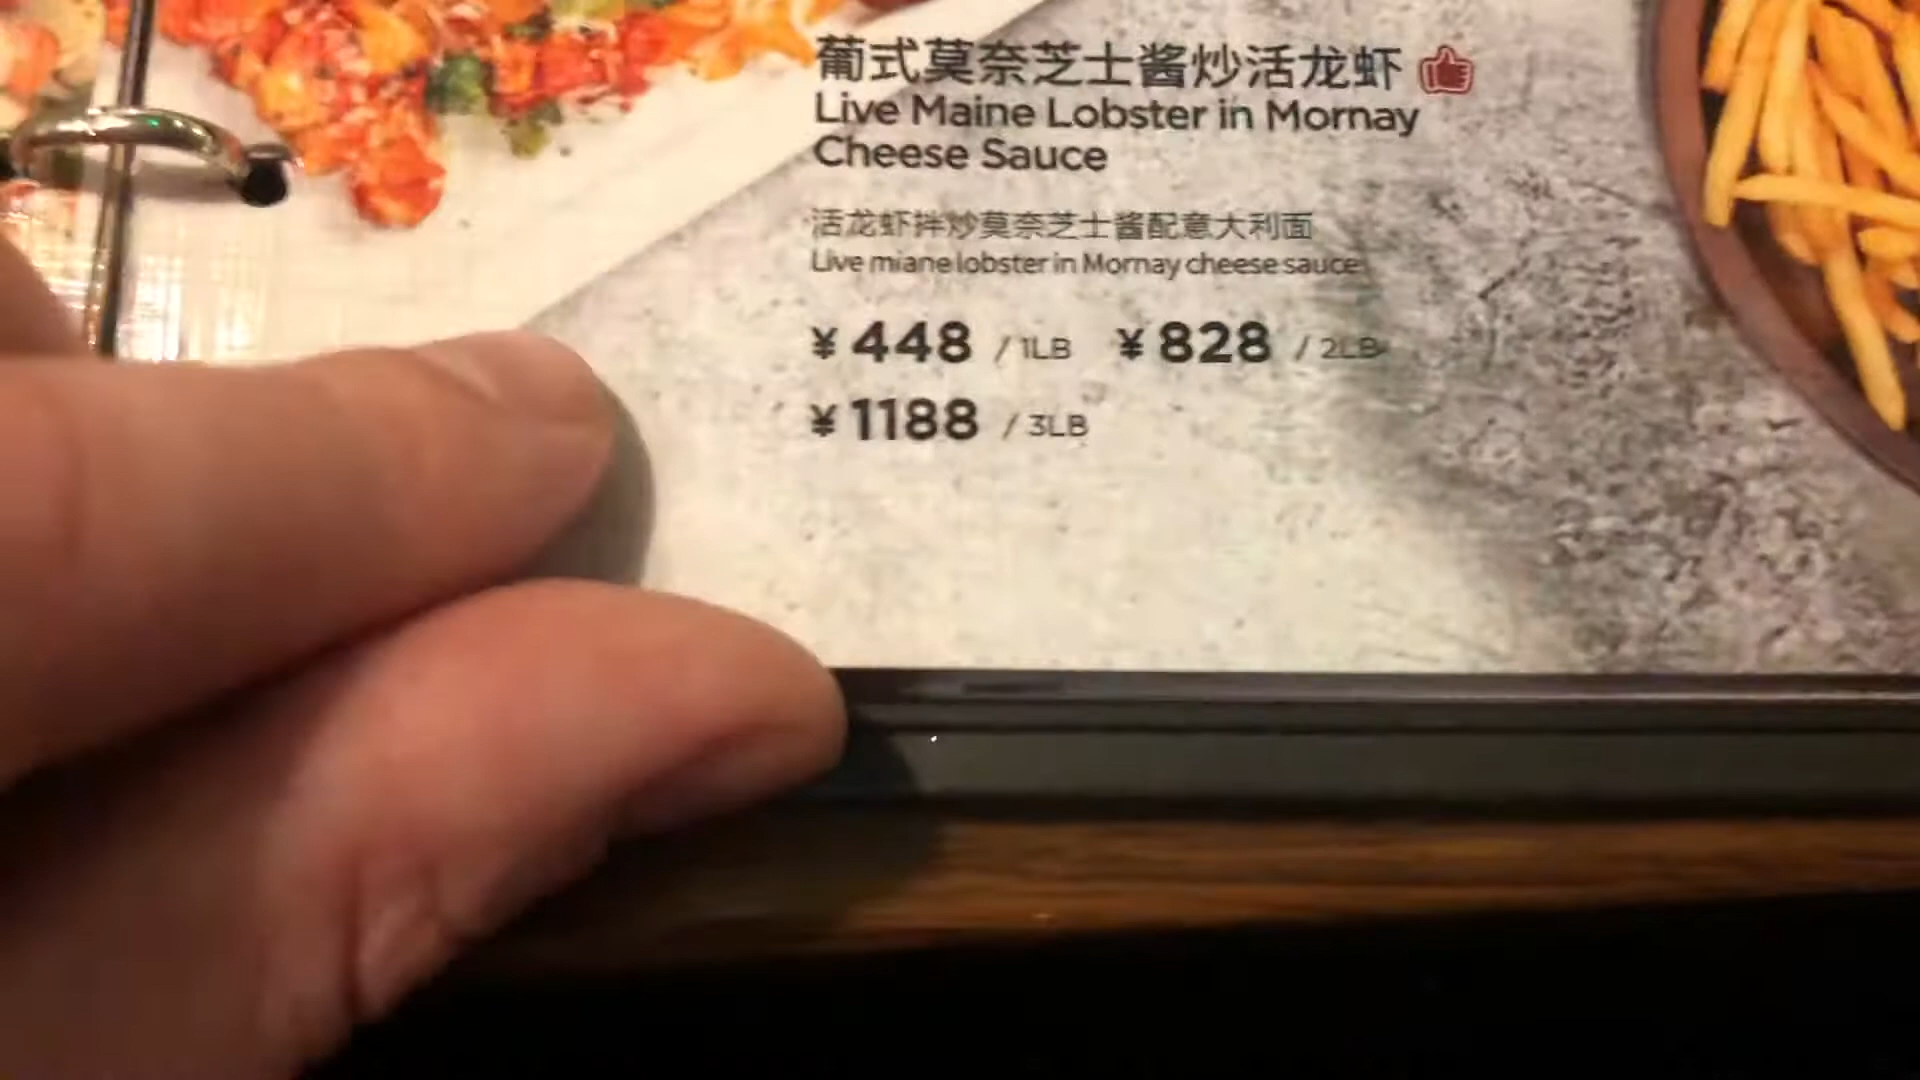 葡式莫奈芝士酱炒活龙虾
Live Maine Lobster in Mornay
Cheese Sauce
活龙虾拌炒莫奈芝士酱配意大利面
Live miane lobster in Mornay cheese sauce
¥ 448 / 1LB ¥ 828 / 2LB
¥ 1188 / 3LB